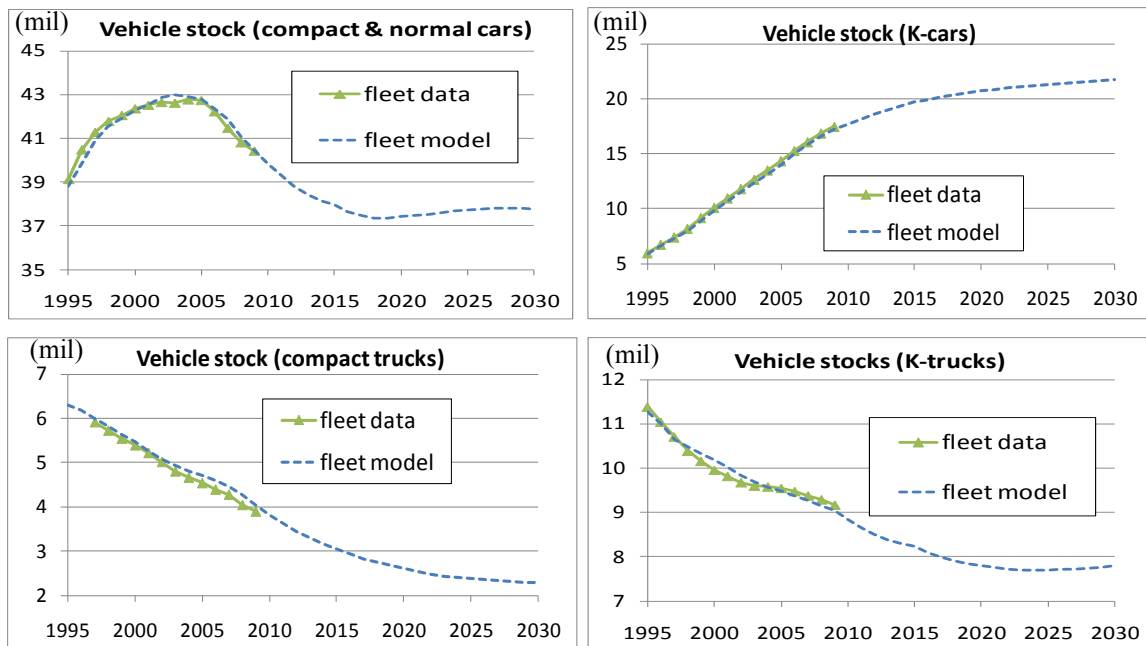 (mil)
Vehicle stock (compact & normal cars)
45
43
41
39
37
35
fleet data
fleet model
1995 2000 2005 2010 2015 2020 2025 2030
(mil)
Vehicle stock (K-cars)
25
20
15
10
5
fleet data
fleet model
1995 2000 2005 2010 2015 2020 2025 2030
(mil)
Vehicle stock (compact trucks)
7
6
5
4
3
2
fleet data
fleet model
1995 2000 2005 2010 2015 2020 2025 2030
(mil)
Vehicle stocks (K-trucks)
12
11
10
9
8
7
fleet data
fleet model
1995 2000 2005 2010 2015 2020 2025 2030